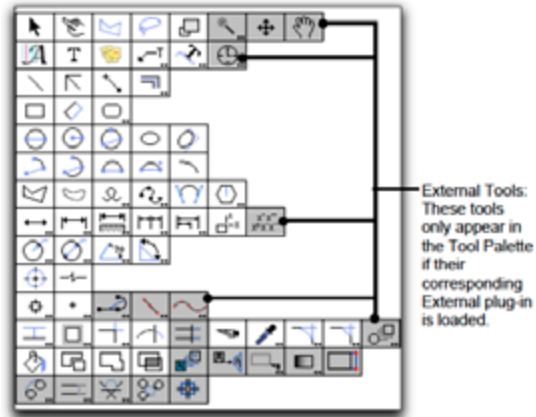 External Tools:
These tools
only appear in
the Tool Palette
if their
corresponding
External plug-in
is loaded.